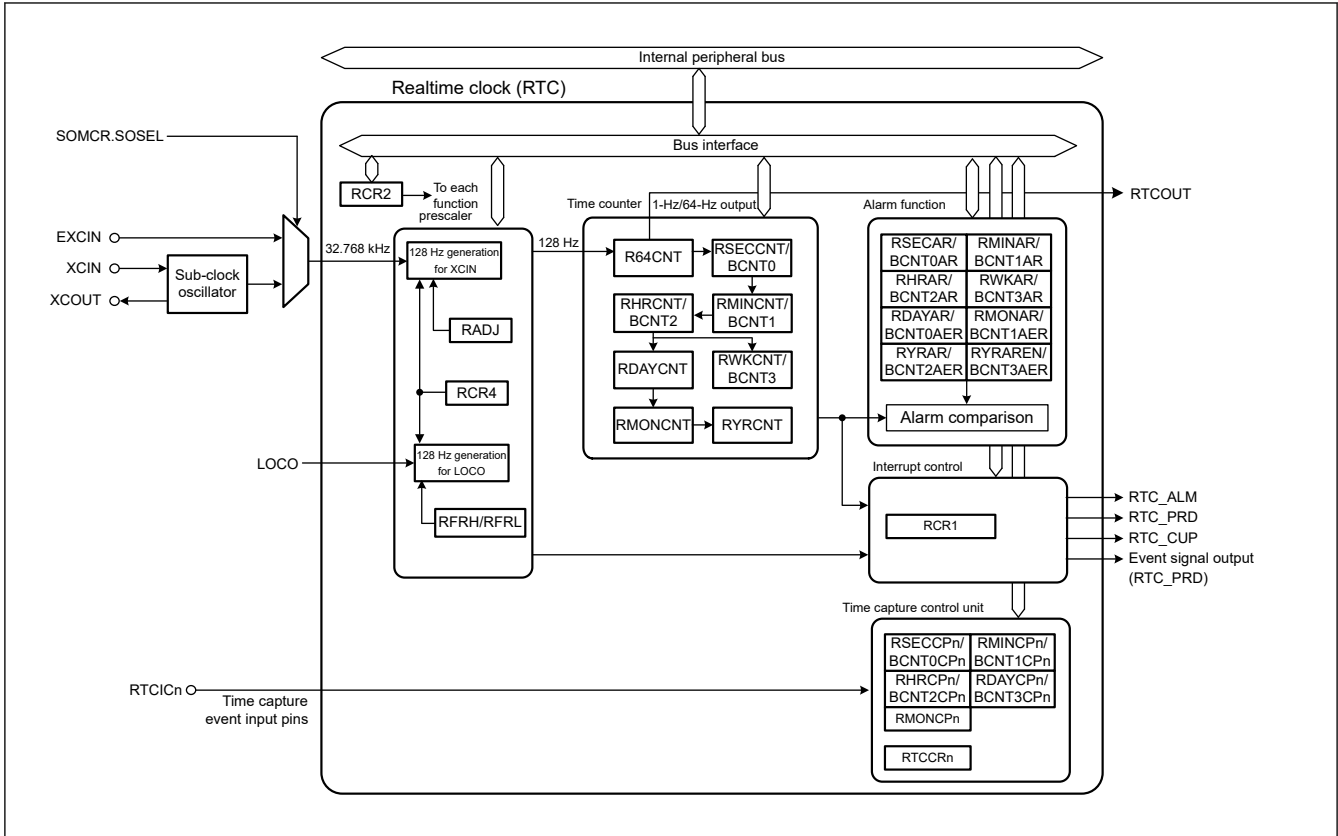 Internal peripheral bus
Realtime clock (RTC)
SOMCR.SOSEL
Bus interface
RCR2
To each
function
prescaler
EXCIN
XCIN
XCOUT
Sub-clock
oscillator
32.768 kHz
128 Hz generation
for XCIN
RADJ
RCR4
LOCO
128 Hz generation
for LOCO
RFRH/RFRL
128 Hz
Time counter
1-Hz/64-Hz output
RTCOUT
R64CNT
RSECCNT/
BCNT0
RHRCNT/
BCNT2
RMINCNT/
BCNT1
RDAYCNT
RWKCNT/
BCNT3
RMONCNT
RYRCNT
Alarm function
RSECAR/
BCNT0AR
RMINAR/
BCNT1AR
RHRAR/
BCNT2AR
RWKAR/
BCNT3AR
RDAYAR/
BCNT0AER
RMONAR/
BCNT1AER
RYRAR/
BCNT2AER
RYRAREN/
BCNT3AER
Alarm comparison
Interrupt control
RCR1
RTC_ALM
RTC_PRD
RTC_CUP
Event signal output
(RTC_PRD)
Time capture control unit
RSECCPn/
BCNT0CPn
RMINCPn/
BCNT1CPn
RHRCPn/
BCNT2CPn
RDAYCPn/
BCNT3CPn
RMONCPn
RTCCRn
RTCICn
Time capture
event input pins